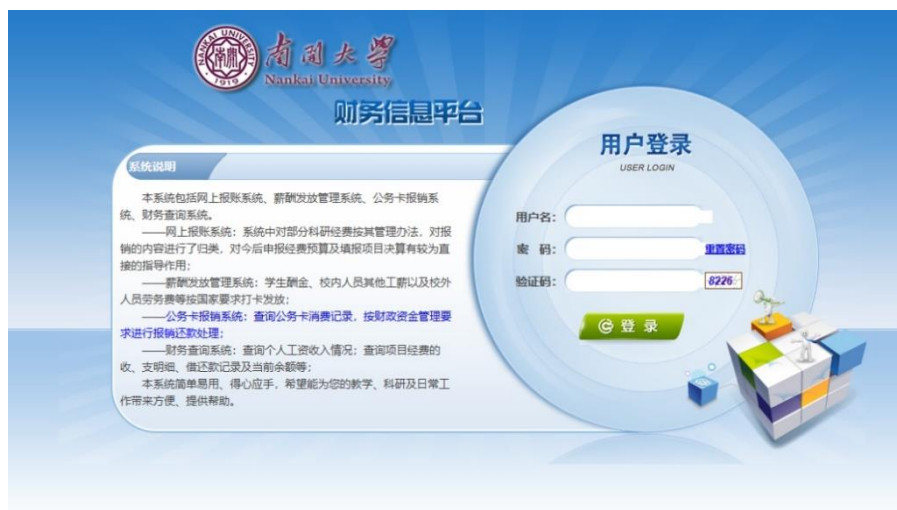 NANKAI UNIVERSITY
南開
1919
南開大學
Nankai University
财务信息平台
系统说明
本系统包括网上报账系统、薪酬发放管理系统、公务卡报销系
统、财务查询系统。
——网上报账系统：系统中对部分科研经费按其管理办法，对报
销的内容进行了归类，对今后申报经费预算及填报项目决算有较为直
接的指导作用；
——薪酬发放管理系统：学生酬金、校内人员其他工薪以及校外
人员劳务费等按国家要求打卡发放；
——公务卡报销系统：查询公务卡消费记录，按财政资金管理要
求进行报销还款处理；
——财务查询系统：查询个人工资收入情况；查询项目经费的
收、支明细、借还款记录及当前余额等；
本系统简单易用、得心应手，希望能为您的教学、科研及日常工
作带来方便、提供帮助。
用户登录
USER LOGIN
用户名：
密 码： 重置密码
验证码： 8226
登 录